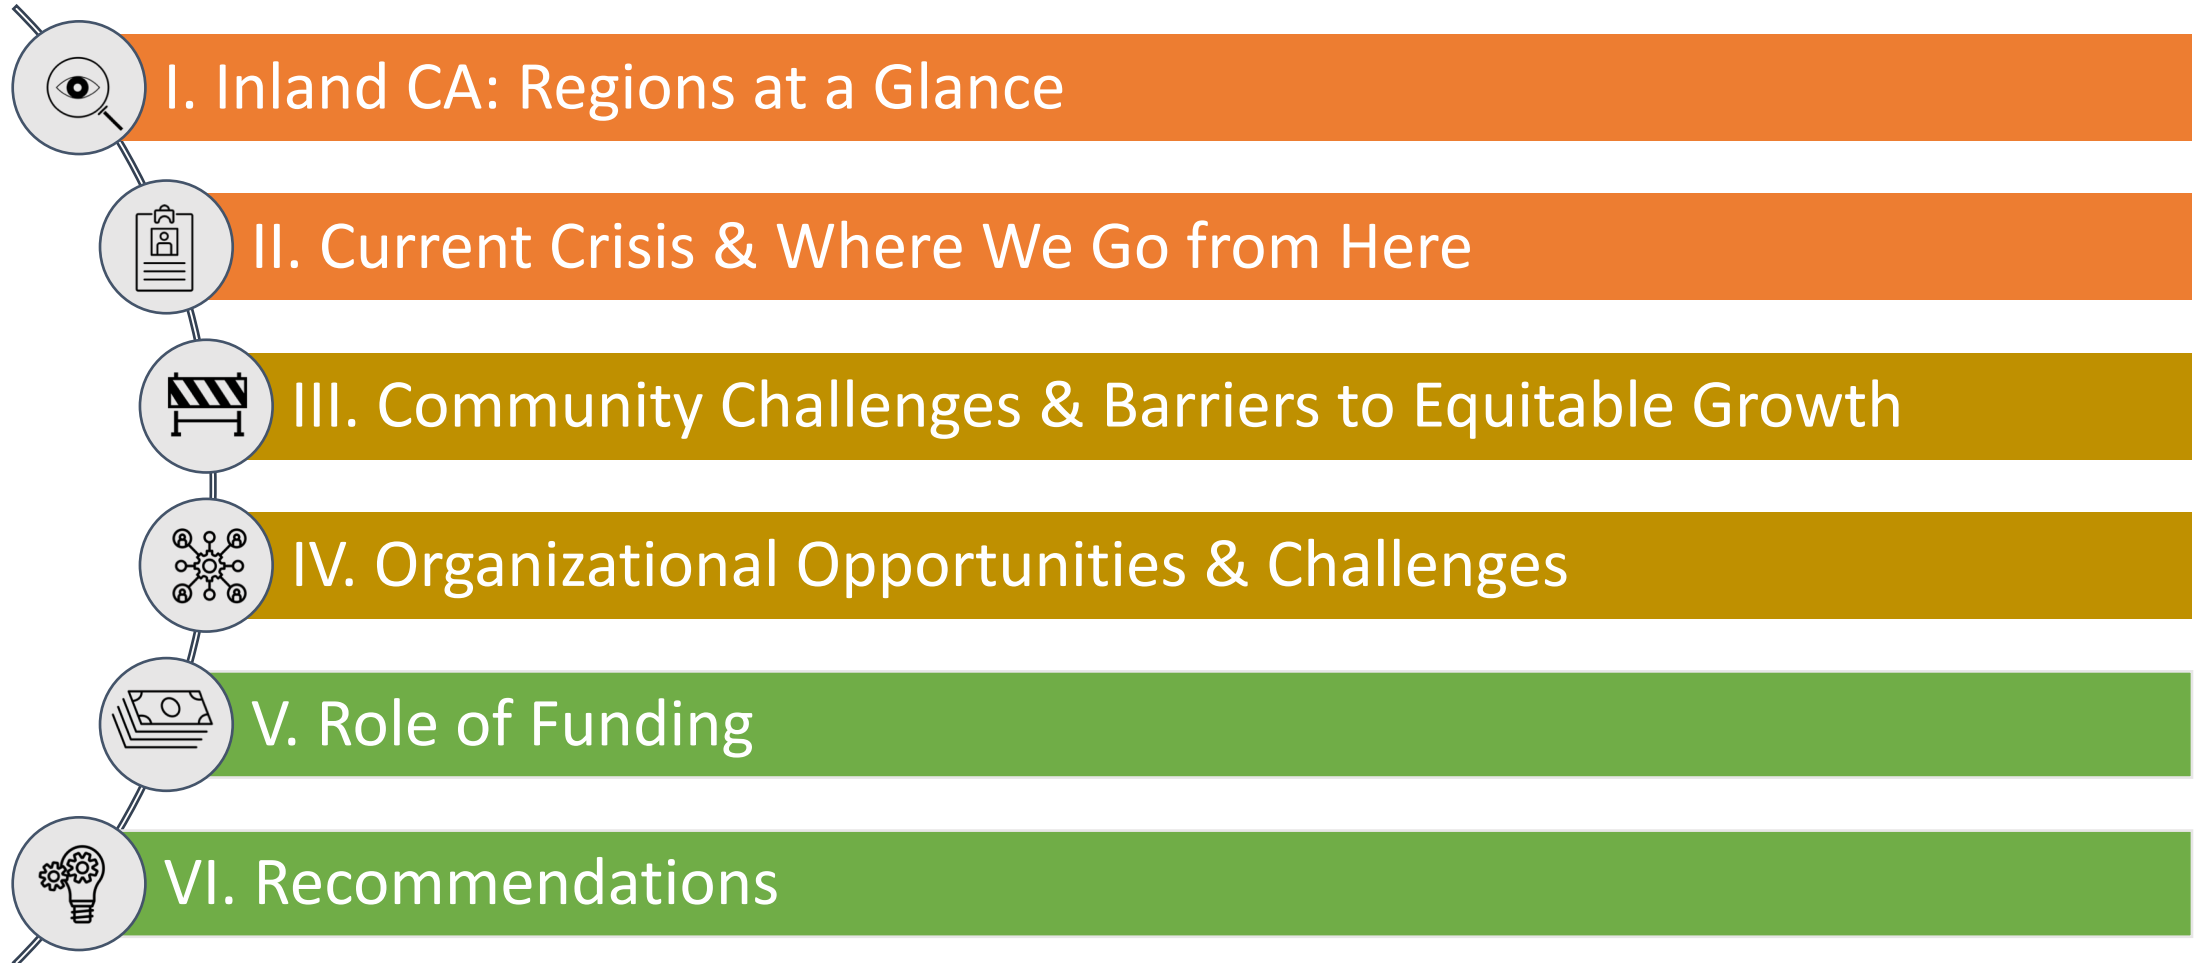 I. Inland CA: Regions at a Glance
II. Current Crisis & Where We Go from Here
III. Community Challenges & Barriers to Equitable Growth
IV. Organizational Opportunities & Challenges
V. Role of Funding
VI. Recommendations